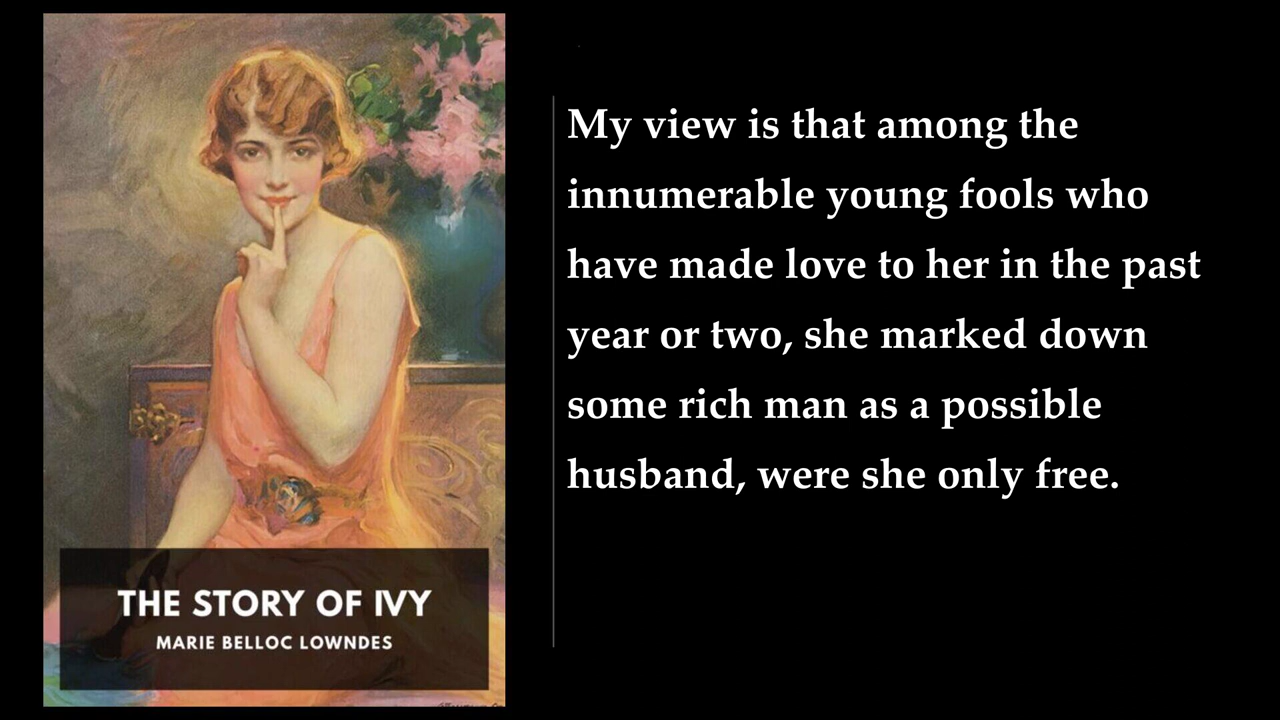 My view is that among the
innumerable young fools who
have made love to her in the past
year or two, she marked down
some rich man as a possible
husband, were she only free.
THE STORY OF IVY
MARIE BELLOC LOWNDES